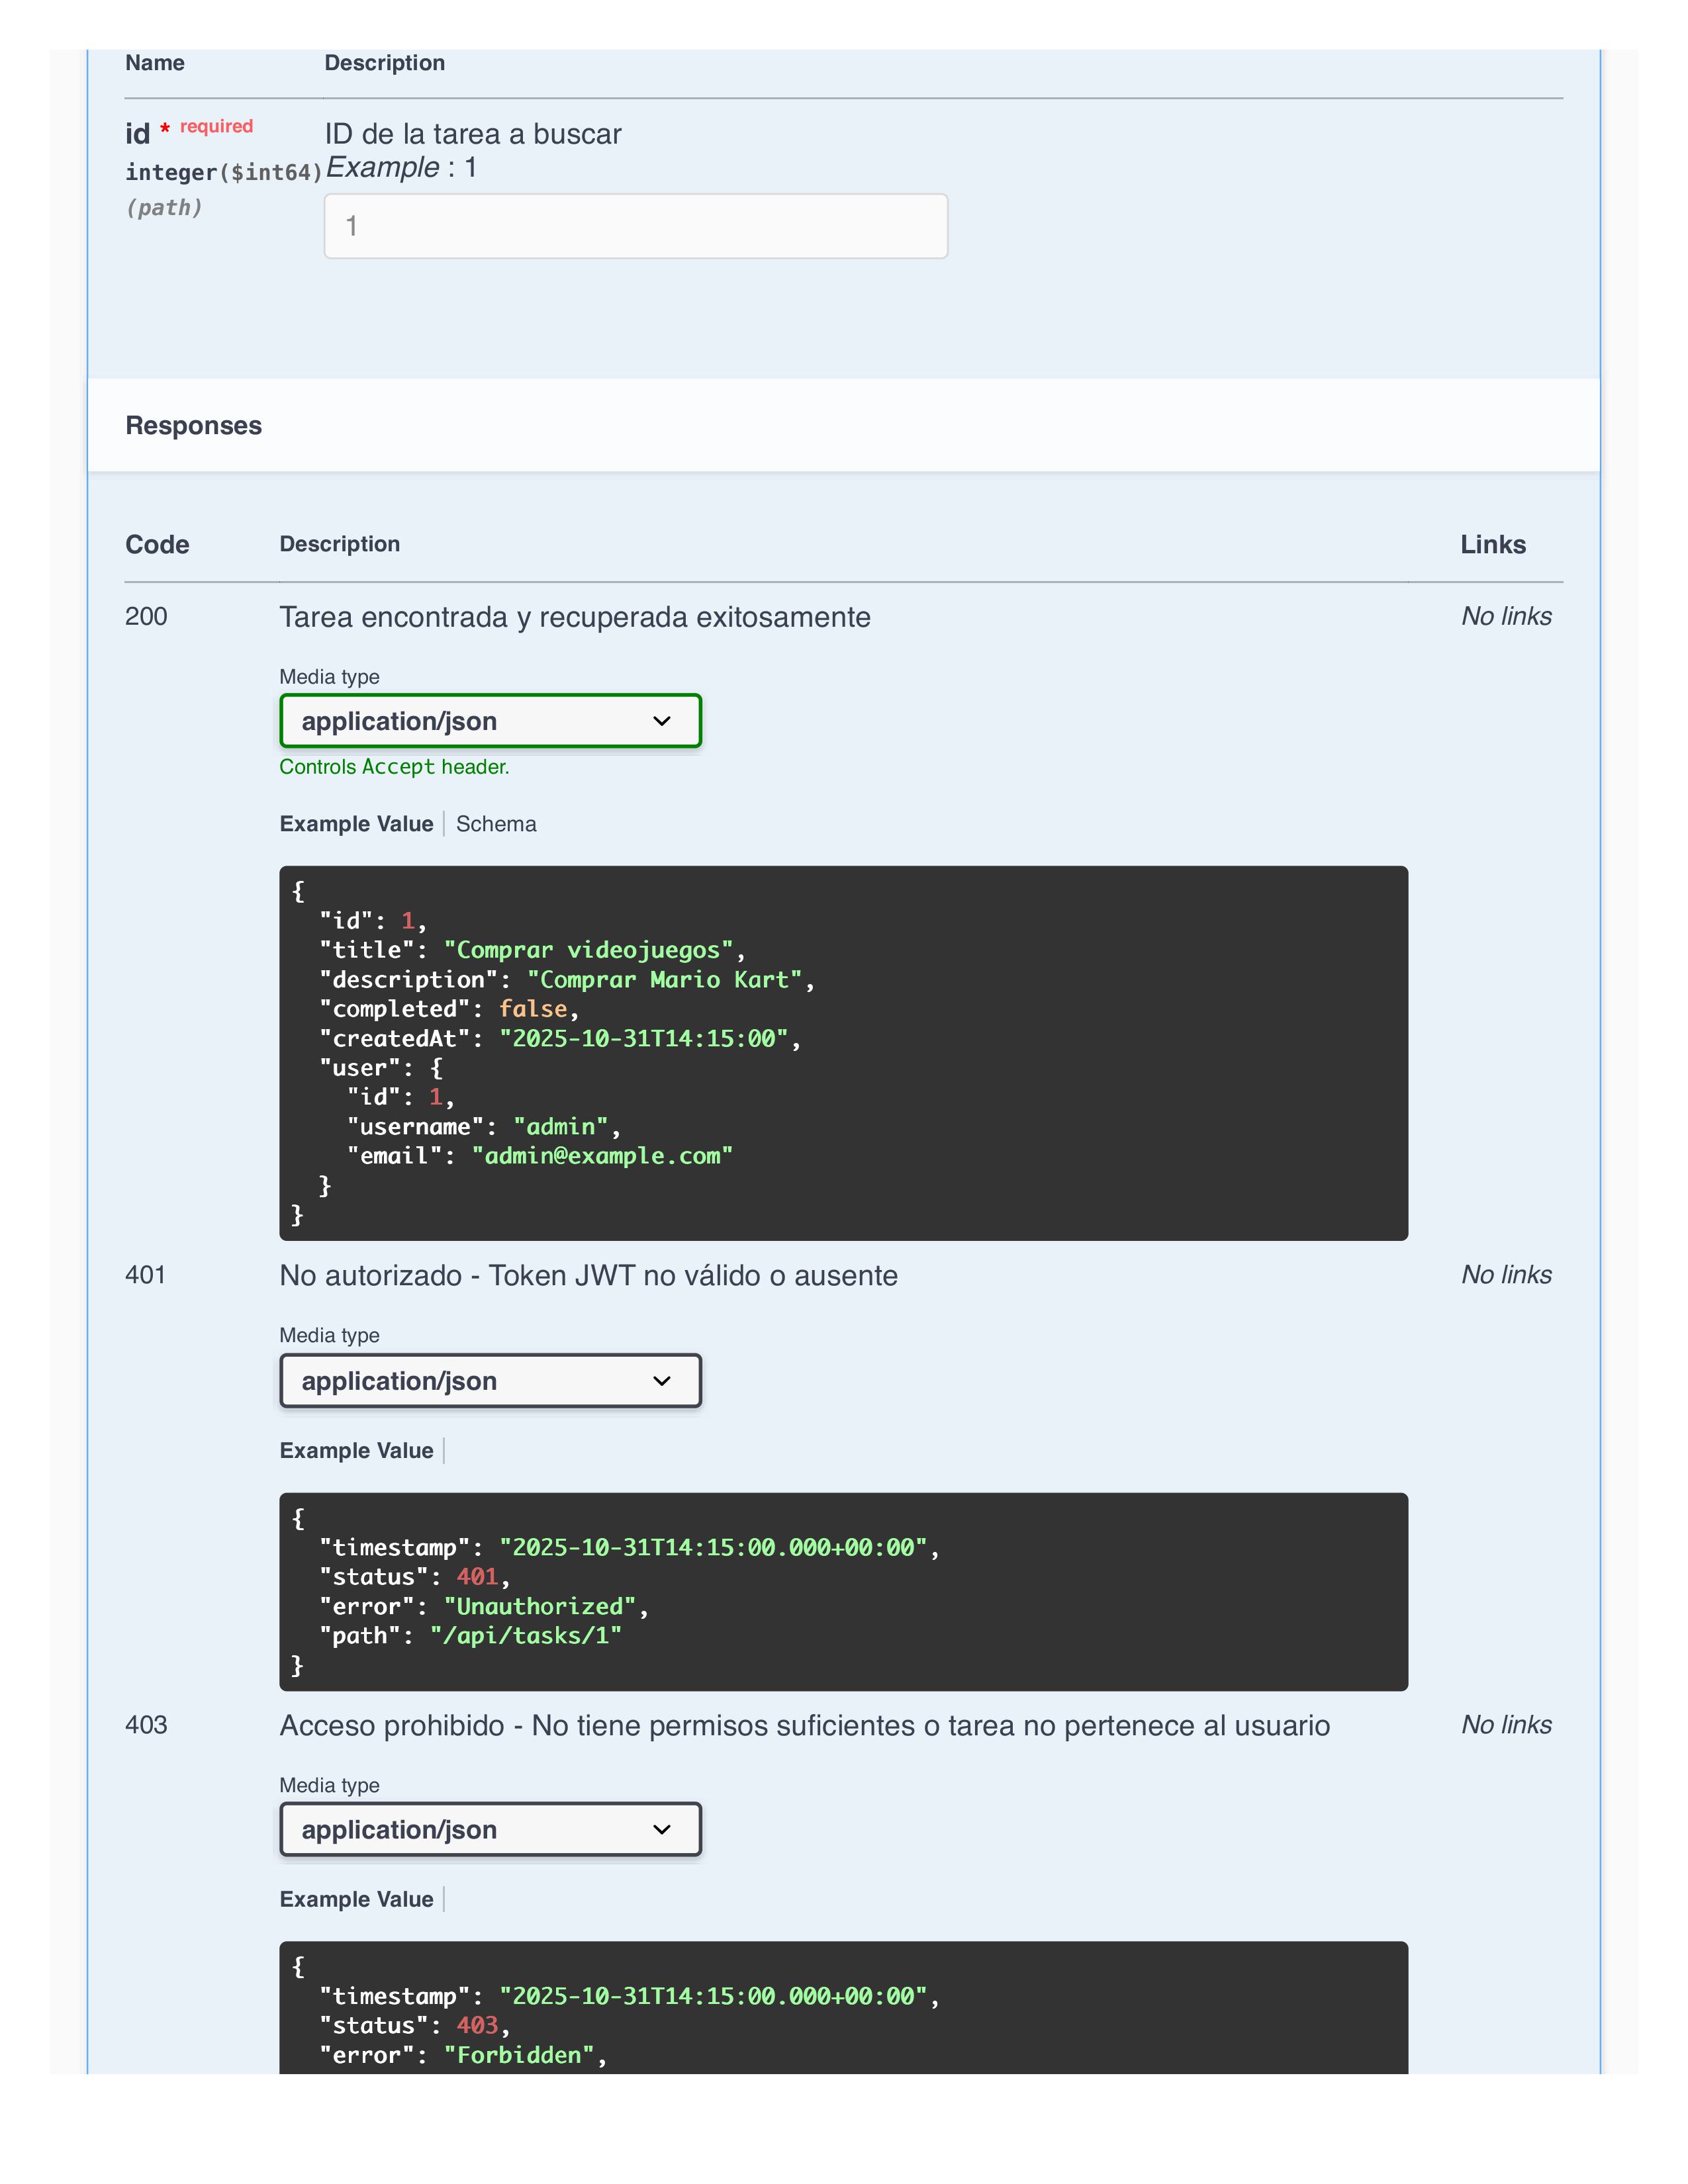 Name Description
id * required ID de la tarea a buscar
integer($int64) Example : 1
(path)
1
Responses
Code Description Links
200 Tarea encontrada y recuperada exitosamente No links
Media type
application/json
Controls Accept header.
Example Value Schema
{
  "id": 1,
  "title": "Comprar videojuegos",
  "description": "Comprar Mario Kart",
  "completed": false,
  "createdAt": "2025-10-31T14:15:00",
  "user": {
    "id": 1,
    "username": "admin",
    "email": "admin@example.com"
  }
}
401 No autorizado - Token JWT no válido o ausente No links
Media type
application/json
Example Value
{
  "timestamp": "2025-10-31T14:15:00.000+00:00",
  "status": 401,
  "error": "Unauthorized",
  "path": "/api/tasks/1"
}
403 Acceso prohibido - No tiene permisos suficientes o tarea no pertenece al usuario No links
Media type
application/json
Example Value
{
  "timestamp": "2025-10-31T14:15:00.000+00:00",
  "status": 403,
  "error": "Forbidden",